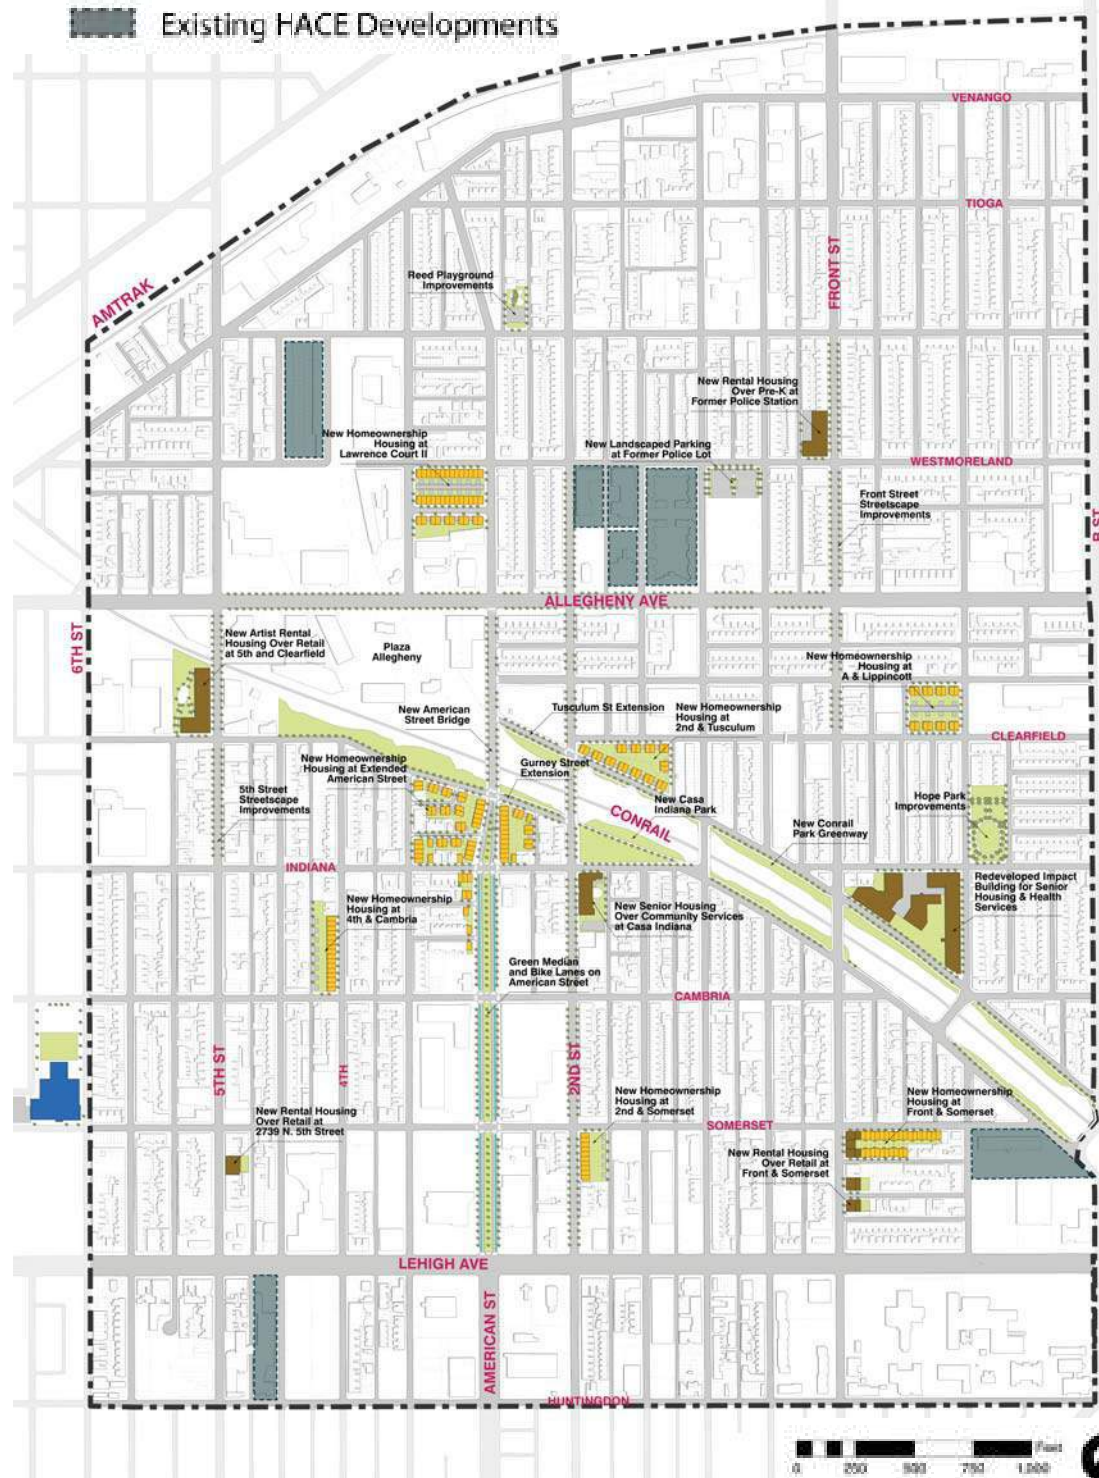 Existing HACE Developments
VENANGO
TIOGA
FRONT ST
AMTRAK
Reed Playground
Improvements
New Rental Housing
Over Pre-K at
Former Police Station
New Homeownership
Housing at
Lawrence Court II
New Landscaped Parking
at Former Police Lot
WESTMORELAND
Front Street
Streetscape
Improvements
B ST
ALLEGHENY AVE
6TH ST
New Artist Rental
Housing Over Retail
at 5th and Clearfield
Plaza
Allegheny
New Homeownership
Housing at
A & Lippincott
New American
Street Bridge
Tusculum St Extension
New Homeownership
Housing at
2nd & Tusculum
CLEARFIELD
New Homeownership
Housing at Extended
American Street
Gurney Street
Extension
5th Street
Streetscape
Improvements
New Casa
Indiana Park
CONRAIL
New Conrail
Park Greenway
Hope Park
Improvements
INDIANA
Redeveloped Impact
Building for Senior
Housing & Health
Services
New Homeownership
Housing at
4th & Cambria
New Senior Housing
Over Community Services
at Casa Indiana
Green Median
and Bike Lanes on
American Street
CAMBRIA
5TH ST
4TH
2ND ST
New Homeownership
Housing at
2nd & Somerset
New Homeownership
Housing at
Front & Somerset
New Rental Housing
Over Retail at
2739 N. 5th Street
SOMERSET
New Rental Housing
Over Retail at
Front & Somerset
LEHIGH AVE
AMERICAN ST
HUNTINGDON
Feet
0 250 500 750 1,000